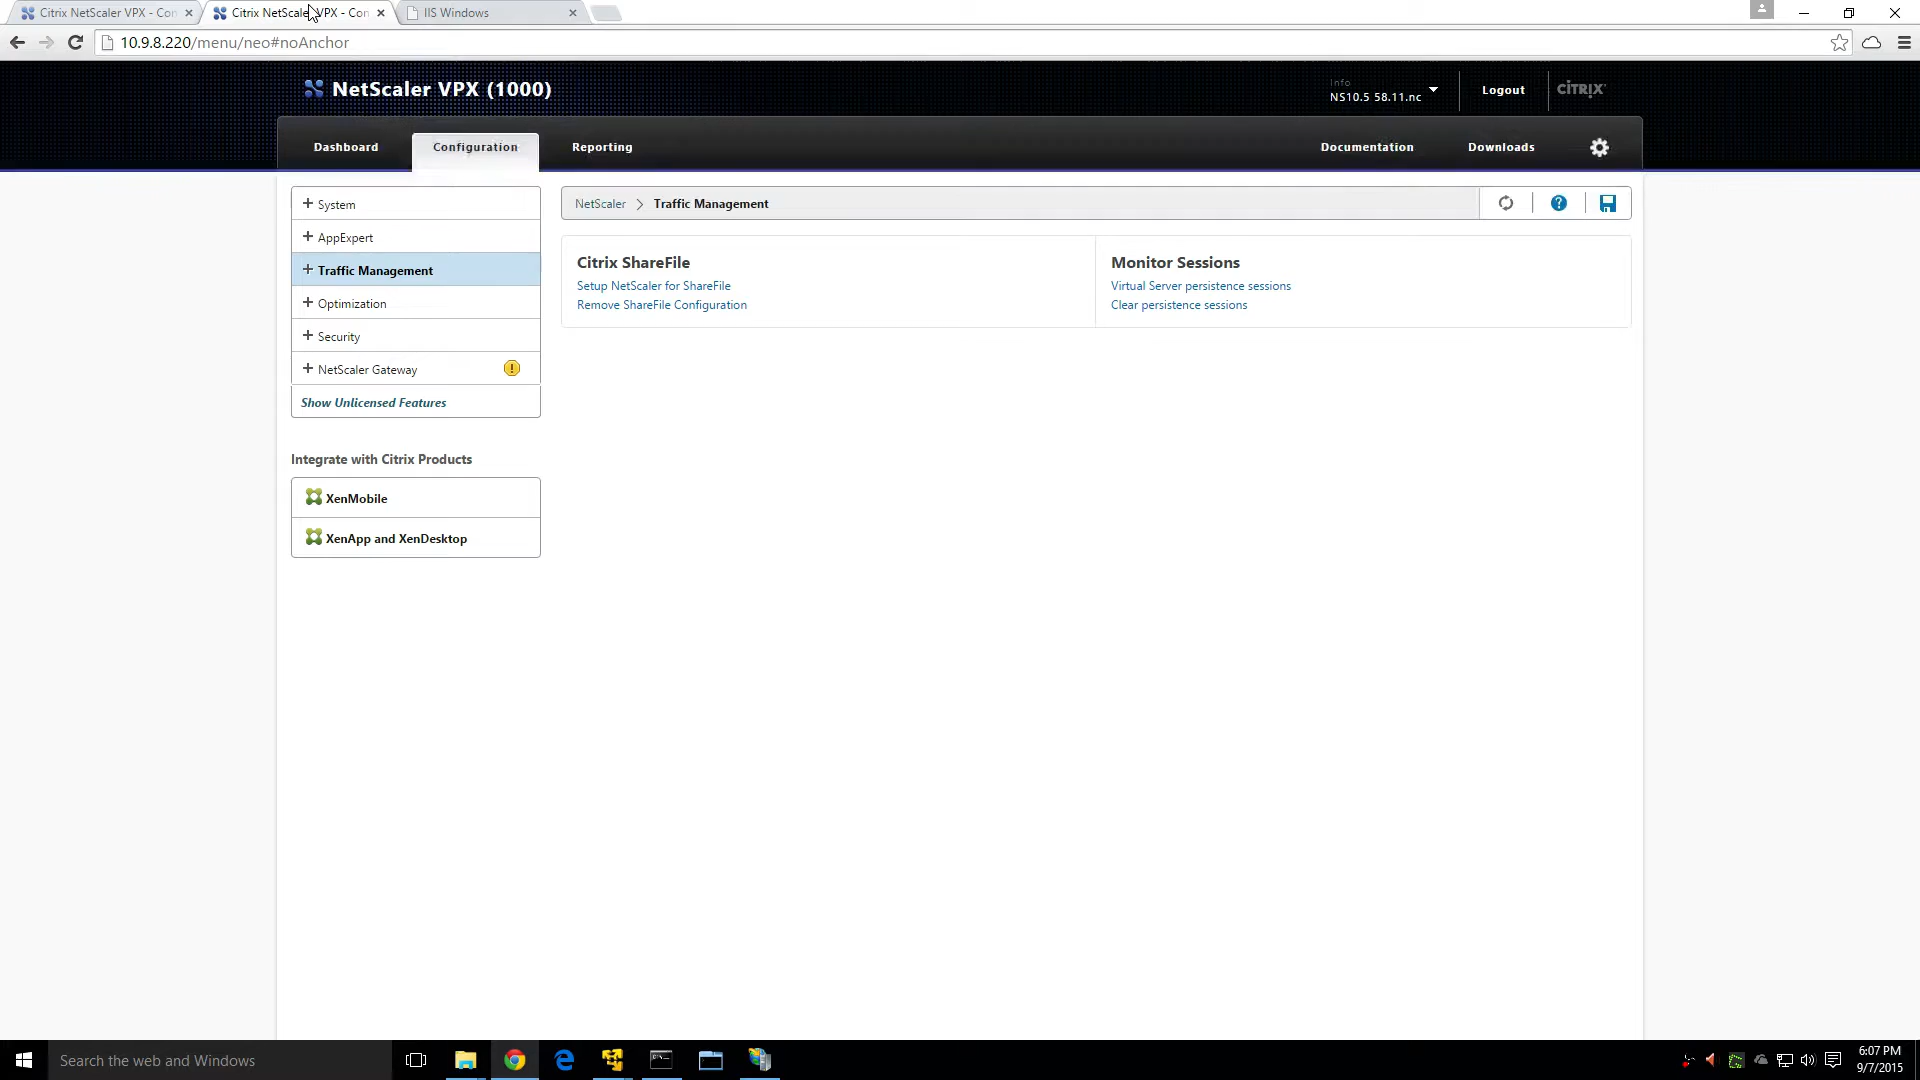 Citrix NetScaler VPX - Con
Citrix NetScaler VPX - Con
IIS Windows
10.9.8.220/menu/neo#noAnchor
NetScaler VPX (1000)
Info
NS10.5 58.11.nc
Logout
CITRIX
Dashboard
Configuration
Reporting
Documentation
Downloads
+ System
+ AppExpert
+ Traffic Management
+ Optimization
+ Security
+ NetScaler Gateway
Show Unlicensed Features
Integrate with Citrix Products
XenMobile
XenApp and XenDesktop
NetScaler > Traffic Management
Citrix ShareFile
Setup NetScaler for ShareFile
Remove ShareFile Configuration
Monitor Sessions
Virtual Server persistence sessions
Clear persistence sessions
Search the web and Windows
6:07 PM
9/7/2015